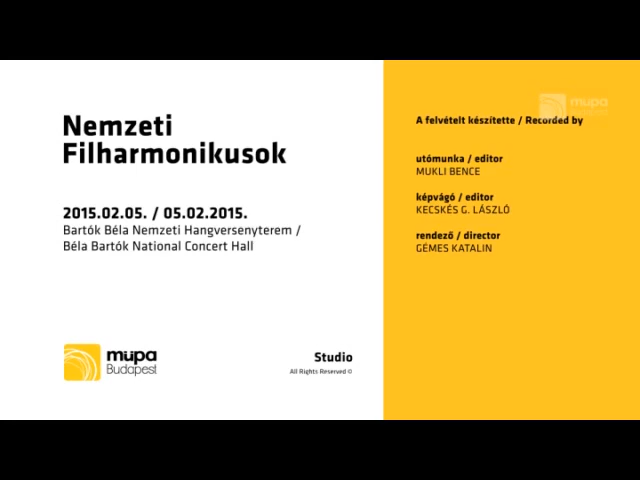 Nemzeti
Filharmonikusok
2015.02.05. / 05.02.2015.
Bartók Béla Nemzeti Hangversenyterem /
Béla Bartók National Concert Hall
müpa
Budapest
Studio
All Rights Reserved ©
müpa
Budapest
A felvételt készítette / Recorded by
utómunka / editor
MUKLI BENCE
képvágó / editor
KECSKÉS G. LÁSZLÓ
rendező / director
GÉMES KATALIN